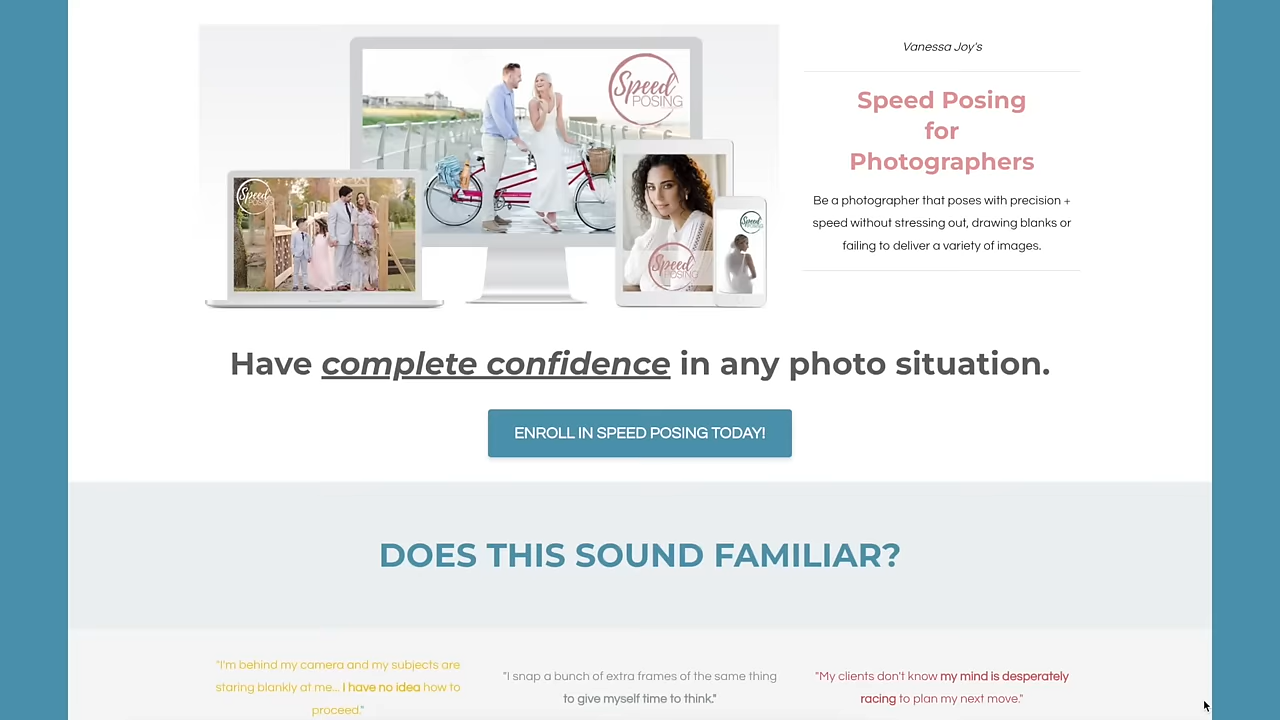 Speed
POSING
Speed
POSING
Speed
POSING
Speed
POSING
Vanessa Joy's
Speed Posing
for
Photographers
Be a photographer that poses with precision +
speed without stressing out, drawing blanks or
failing to deliver a variety of images.
Have complete confidence in any photo situation.
ENROLL IN SPEED POSING TODAY!
DOES THIS SOUND FAMILIAR?
"I'm behind my camera and my subjects are
staring blankly at me... I have no idea how to
proceed."
"I snap a bunch of extra frames of the same thing
to give myself time to think."
"My clients don't know my mind is desperately
racing to plan my next move."